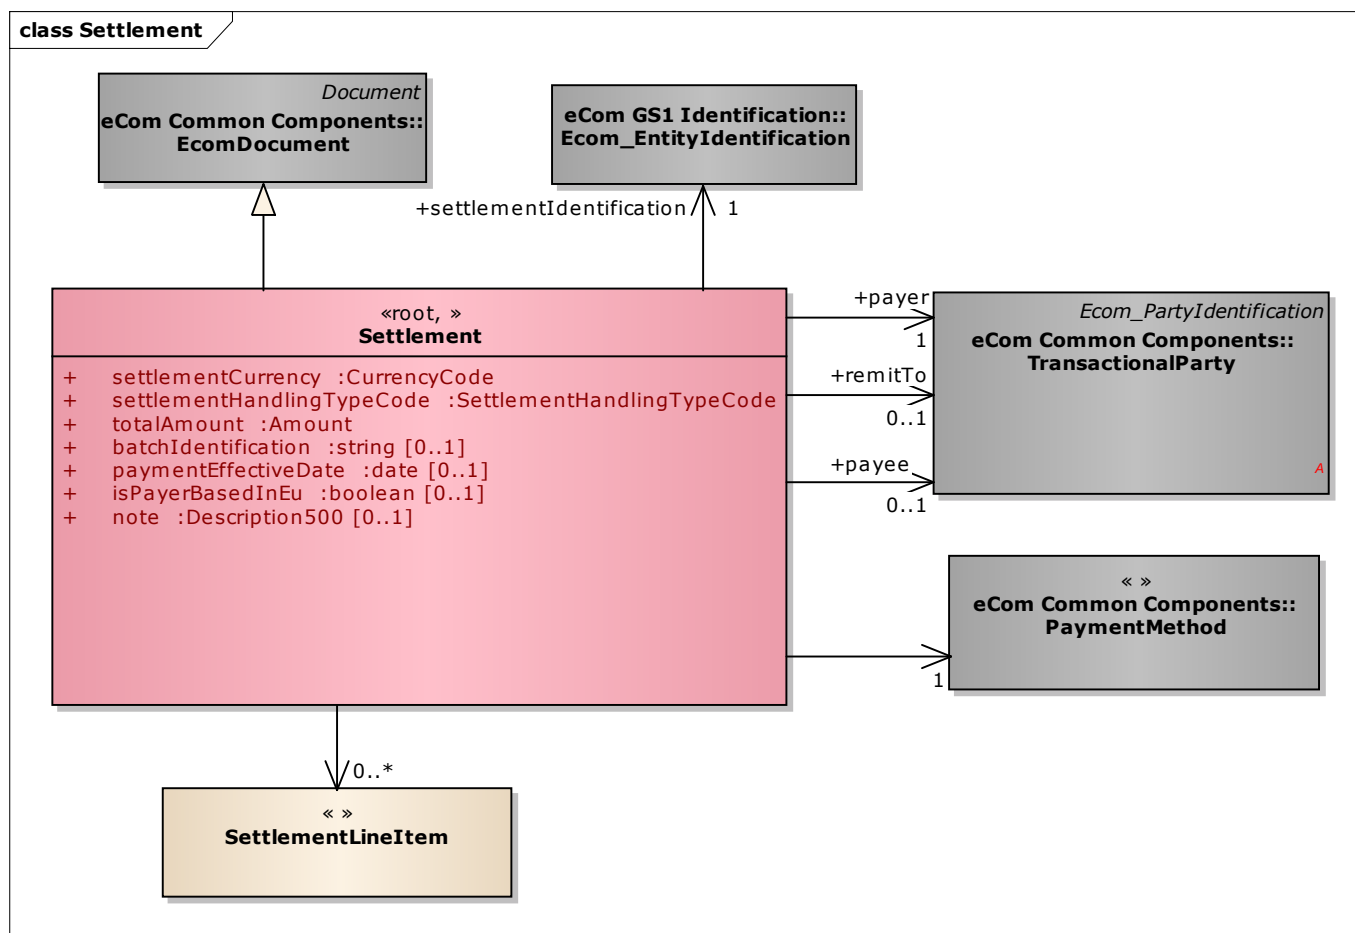 class Settlement
Document
eCom Common Components::
EcomDocument
eCom GS1 Identification::
Ecom_EntityIdentification
+settlementIdentification
1
«root, »
Settlement
+ settlementCurrency :CurrencyCode
+ settlementHandlingTypeCode :SettlementHandlingTypeCode
+ totalAmount :Amount
+ batchIdentification :string [0..1]
+ paymentEffectiveDate :date [0..1]
+ isPayerBasedInEu :boolean [0..1]
+ note :Description500 [0..1]
+payer
1
+remitTo
0..1
+payee
0..1
Ecom_PartyIdentification
eCom Common Components::
TransactionalParty
A
« »
eCom Common Components::
PaymentMethod
1
0..*
« »
SettlementLineItem